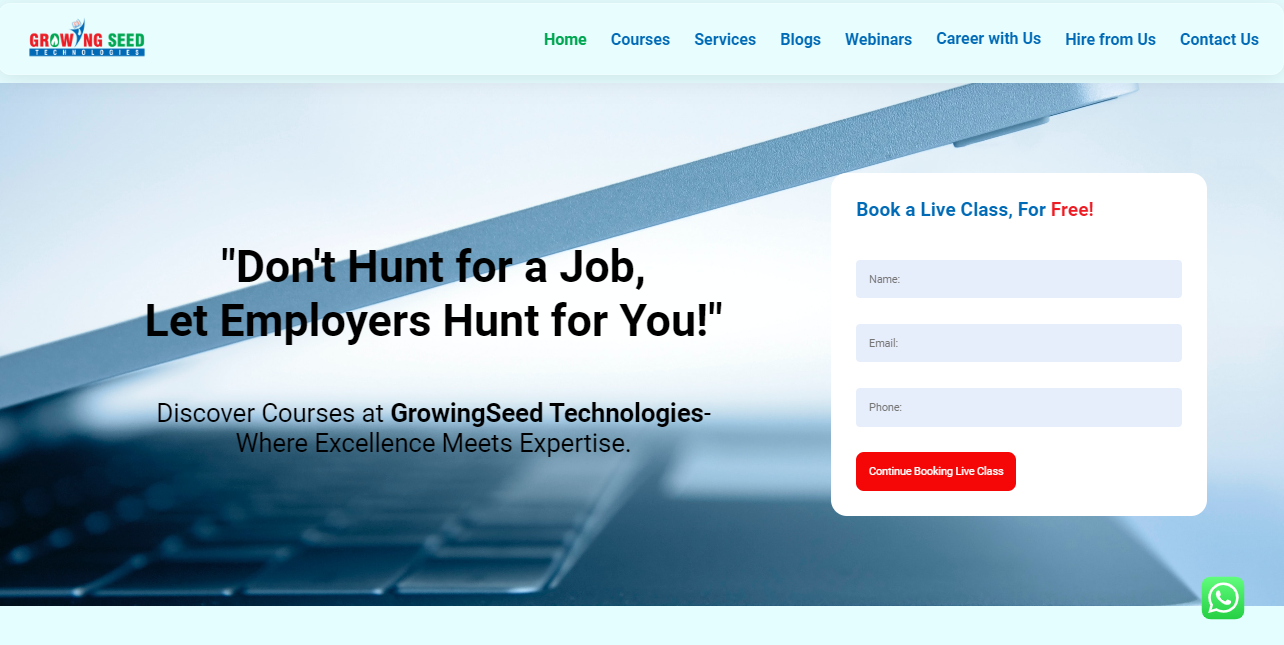 GROWING SEED
TECHNOLOGIES
Home Courses Services Blogs Webinars Career with Us Hire from Us Contact Us
"Don't Hunt for a Job,
Let Employers Hunt for You!"
Discover Courses at GrowingSeed Technologies-
Where Excellence Meets Expertise.
Book a Live Class, For Free!
Name:
Email:
Phone:
Continue Booking Live Class